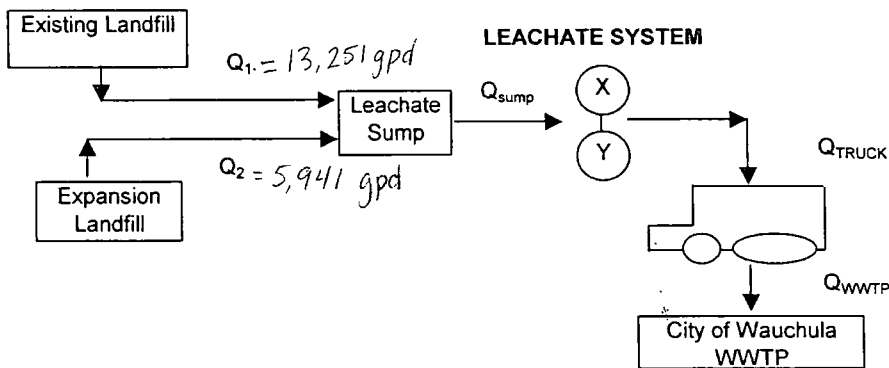 Existing Landfill
LEACHATE SYSTEM
Q1. = 13,251 gpd
Leachate
Sump
Qsump
X
Y
Q2 = 5,941 gpd
Expansion
Landfill
QTRUCK
QWWTP
City of Wauchula
WWTP